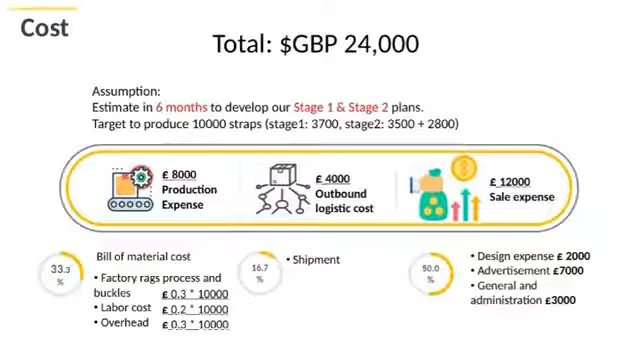 Cost
Total: $GBP 24,000
Assumption:
Estimate in 6 months to develop our Stage 1 & Stage 2 plans.
Target to produce 10000 straps (stage1: 3700, stage2: 3500 + 2800)
£ 8000
Production
Expense
£ 4000
Outbound
logistic cost
£ 12000
Sale expense
33.3
%
Bill of material cost
• Factory rags process and
buckles £ 0.3 * 10000
• Labor cost £ 0.2 * 10000
• Overhead £ 0.3 * 10000
16.7
%
• Shipment
50.0
%
• Design expense £ 2000
• Advertisement £7000
• General and
administration £3000